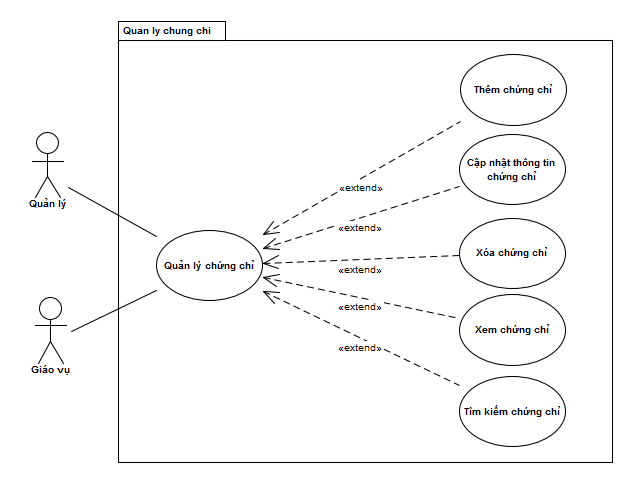 Quan ly chung chi
Thêm chứng chỉ
Cập nhật thông tin
chứng chỉ
Xóa chứng chỉ
Xem chứng chỉ
Tìm kiếm chứng chỉ
«extend»
«extend»
«extend»
«extend»
«extend»
Quản lý chứng chỉ
Quản lý
Giáo vụ